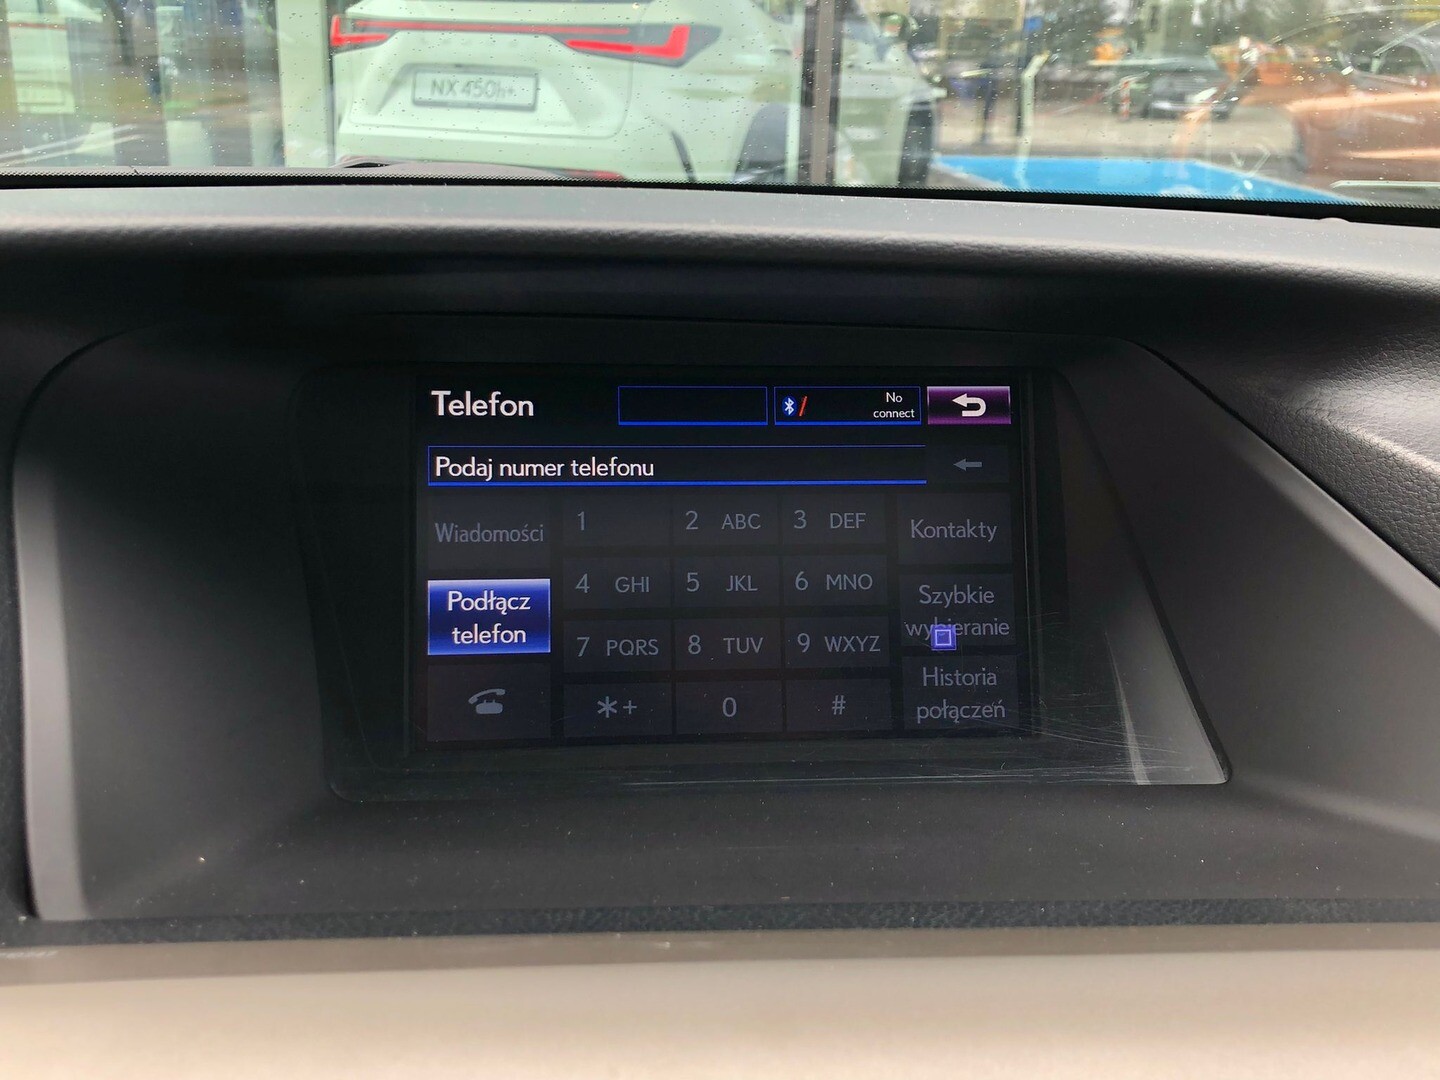 NX 450h+
Telefon
No
connect
Podaj numer telefonu
Wiadomości
1
2 ABC
3 DEF
Kontakty
Podłącz
telefon
4 GHI
5 JKL
6 MNO
Szybkie
wybieranie
7 PQRS
8 TUV
9 WXYZ
Historia
połączeń
*+
0
#